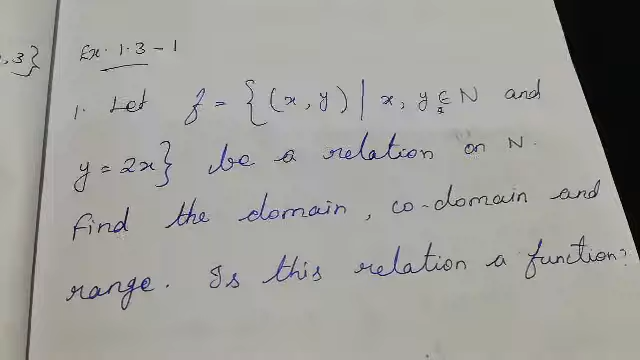 , 3}
Ex. 1.3-1
1. Let f = {(x, y) | x, y ∈ N and
y = 2x} be a relation on N.
Find the domain, co-domain and
range. Is this relation a function?